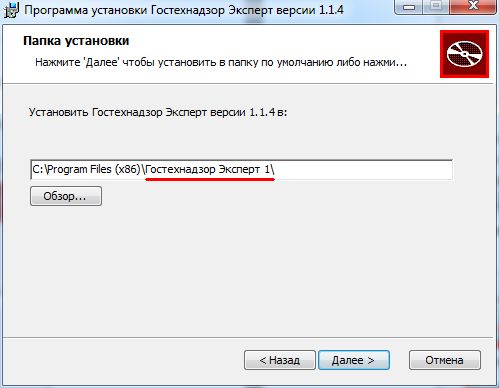 Программа установки Гостехнадзор Эксперт версии 1.1.4
Папка установки
Нажмите 'Далее' чтобы установить в папку по умолчанию либо нажми...
Установить Гостехнадзор Эксперт версии 1.1.4 в:
C:\Program Files (x86)\Гостехнадзор Эксперт 1\
Обзор...
< Назад
Далее >
Отмена